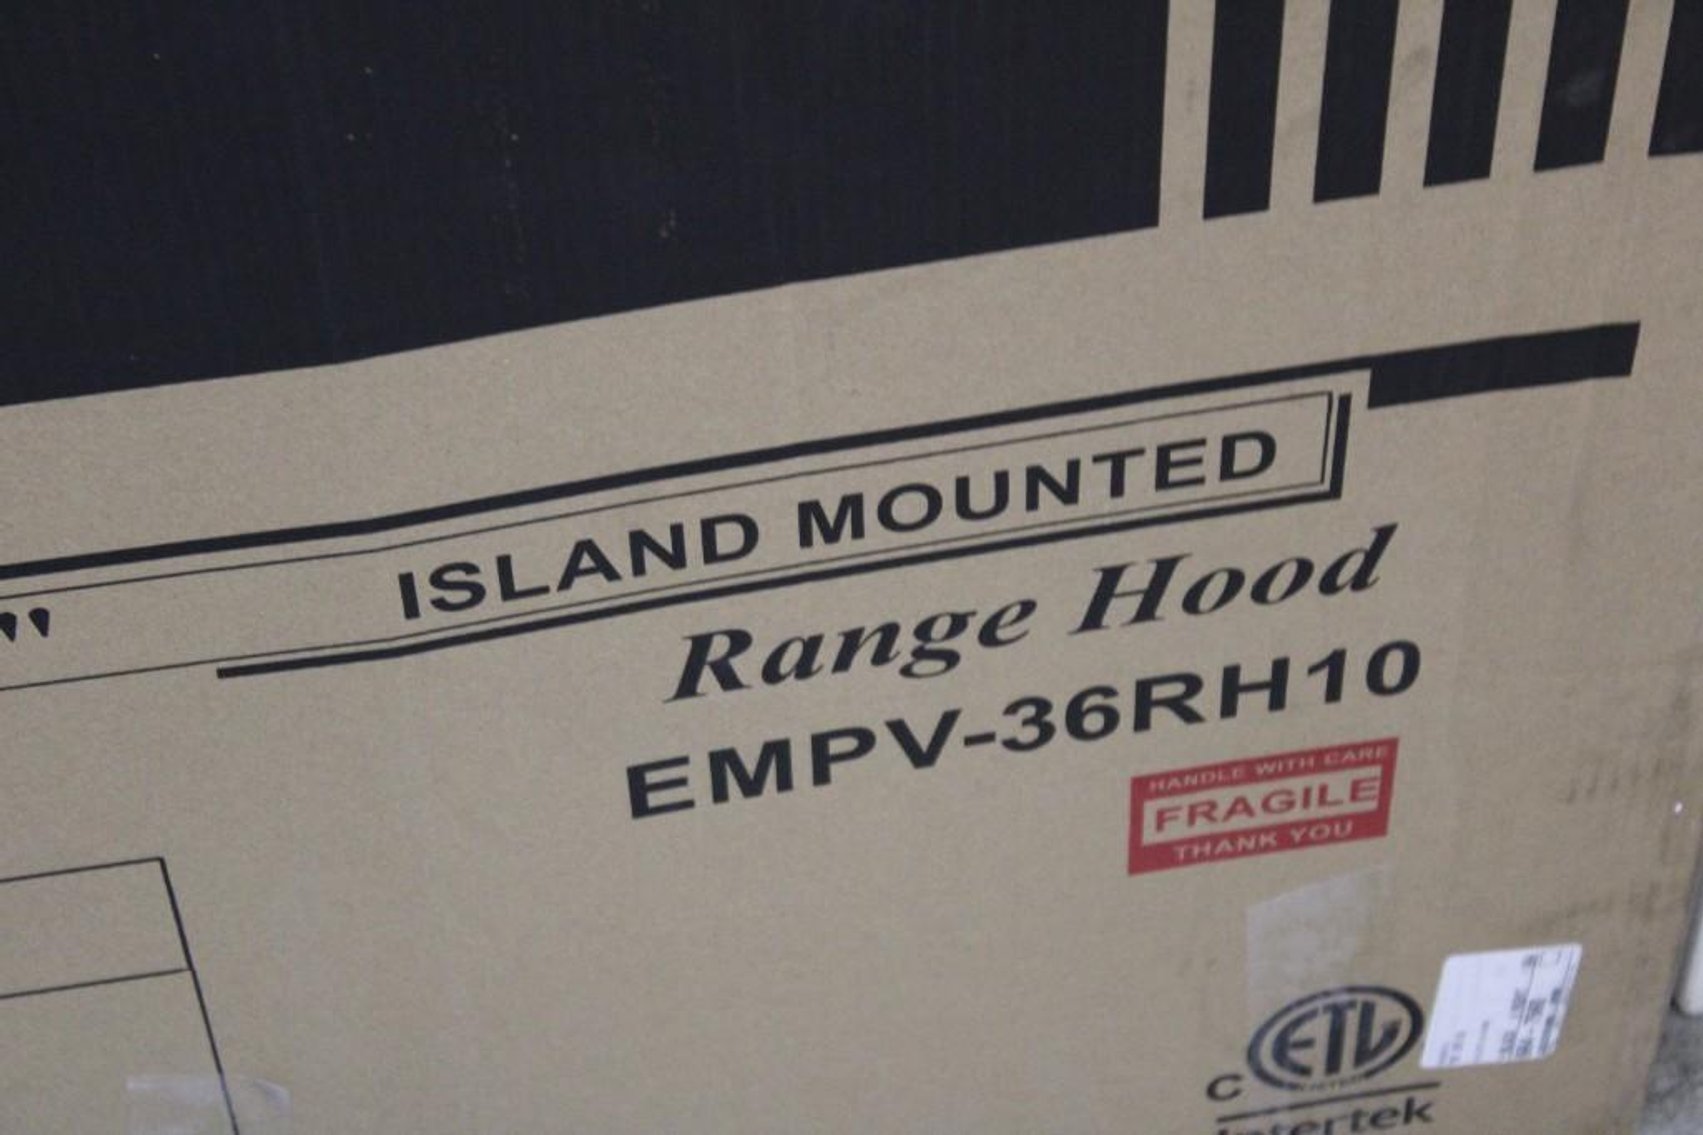 "
ISLAND MOUNTED
Range Hood
EMPV-36RH10
HANDLE WITH CARE
FRAGILE
THANK YOU
ETL
C
Intertek